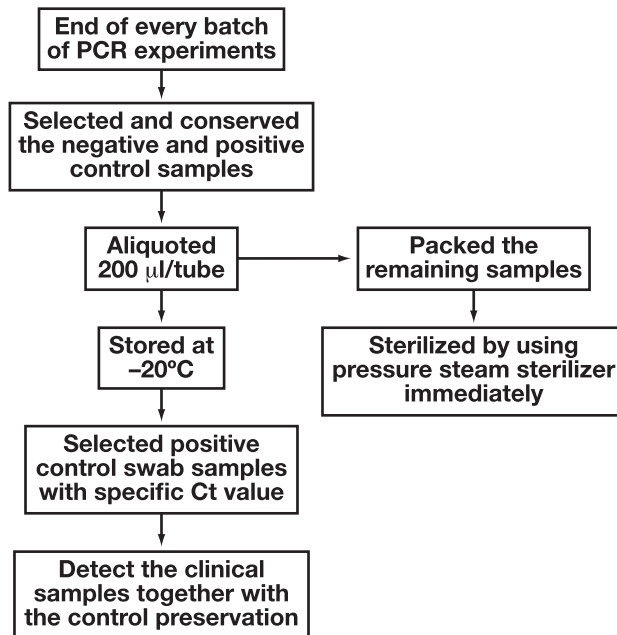 End of every batch
of PCR experiments
Selected and conserved
the negative and positive
control samples
Aliquoted
200 μl/tube
Packed the
remaining samples
Stored at
–20ºC
Sterilized by using
pressure steam sterilizer
immediately
Selected positive
control swab samples
with specific Ct value
Detect the clinical
samples together with
the control preservation